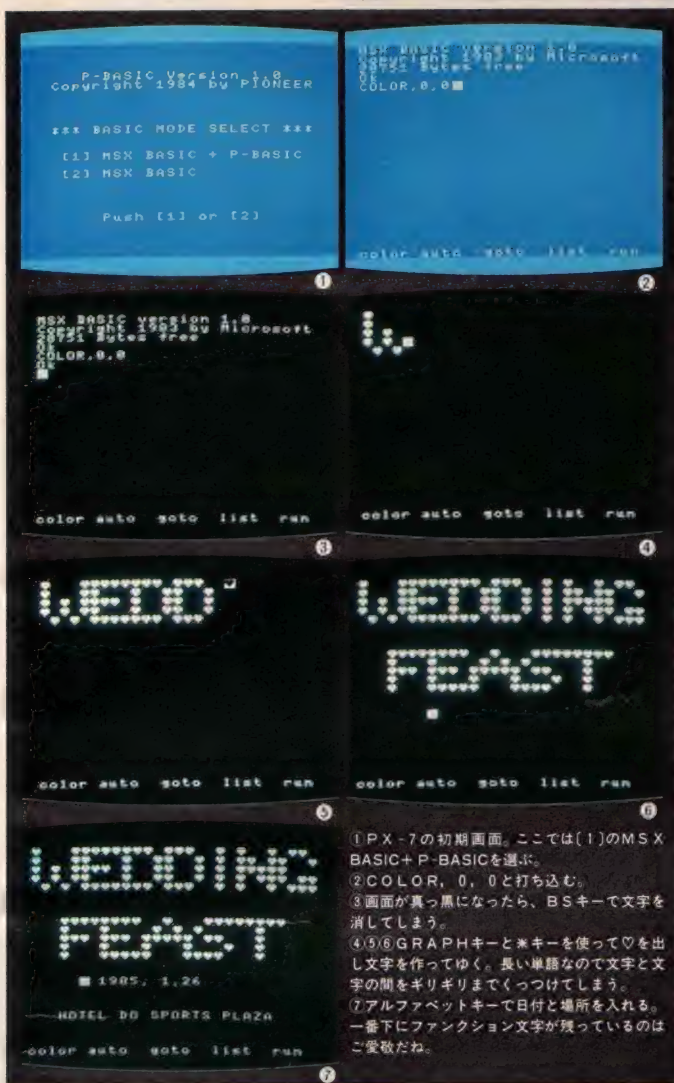 P-BASIC Version 1.0
Copyright 1984 by PIONEER
*** BASIC MODE SELECT ***
[1] MSX BASIC + P-BASIC
[2] MSX BASIC
Push [1] or [2]
①
MSX BASIC version 1.0
Copyright 1983 by Microsoft
28751 Bytes free
Ok
COLOR,0,0
color auto goto list run
②
MSX BASIC version 1.0
Copyright 1983 by Microsoft
28751 Bytes free
Ok
COLOR,0,0
Ok
color auto goto list run
③
color auto goto list run
④
WEDD
color auto goto list run
⑤
WEDDING
FEAST
color auto goto list run
⑥
WEDDING
FEAST
1985. 1.26
HOTEL DO SPORTS PLAZA
color auto goto list run
⑦
①PX-7の初期画面。ここでは〔1〕のMSX
BASIC+P-BASICを選ぶ。
②COLOR, 0, 0と打ち込む。
③画面が真っ黒になったら、BSキーで文字を
消してしまう。
④⑤⑥GRAPHキーと*キーを使って♡を出
し文字を作ってゆく。長い単語なので文字と文
字の間をギリギリまでくっつけてしまう。
⑦アルファベットキーで日付と場所を入れる。
一番下にファンクション文字が残っているのは
ご愛敬だね。